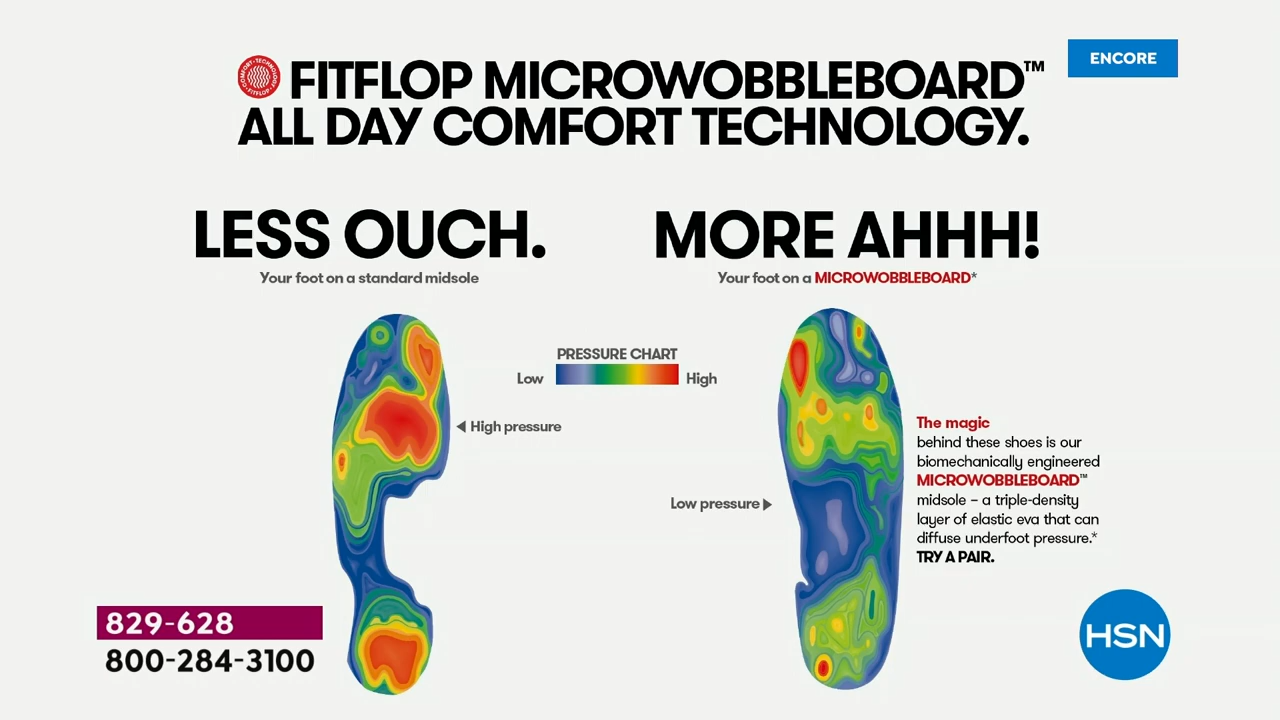 ENCORE
FITFLOP MICROWOBBLEBOARD™
ALL DAY COMFORT TECHNOLOGY.
LESS OUCH.
Your foot on a standard midsole
MORE AHHH!
Your foot on a MICROWOBBLEBOARD*
PRESSURE CHART
Low
High
High pressure
Low pressure
The magic
behind these shoes is our
biomechanically engineered
MICROWOBBLEBOARD™
midsole – a triple-density
layer of elastic eva that can
diffuse underfoot pressure.*
TRY A PAIR.
829-628
800-284-3100
HSN